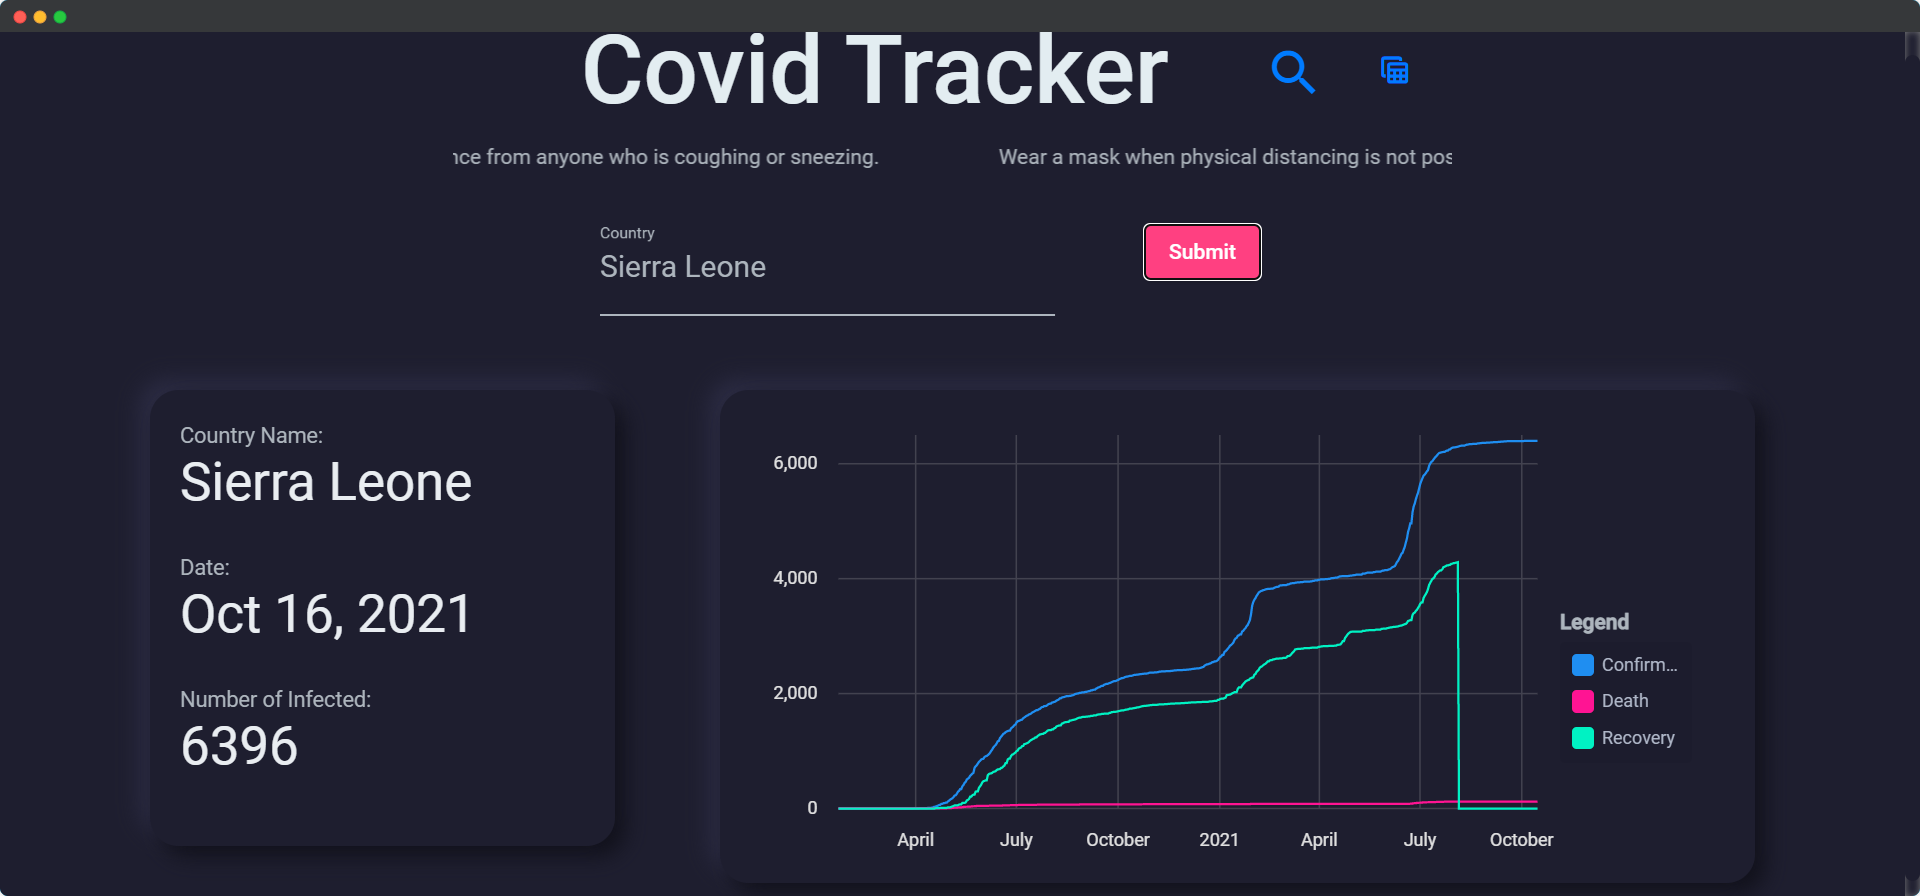 Covid Tracker
from anyone who is coughing or sneezing.
Wear a mask when physical distancing is not
Country
Sierra Leone
Submit
Country Name:
Sierra Leone
Date:
Oct 16, 2021
Number of Infected:
6396
6,000
4,000
2,000
0
April July October 2021 April July October
Legend
Confirm...
Death
Recovery